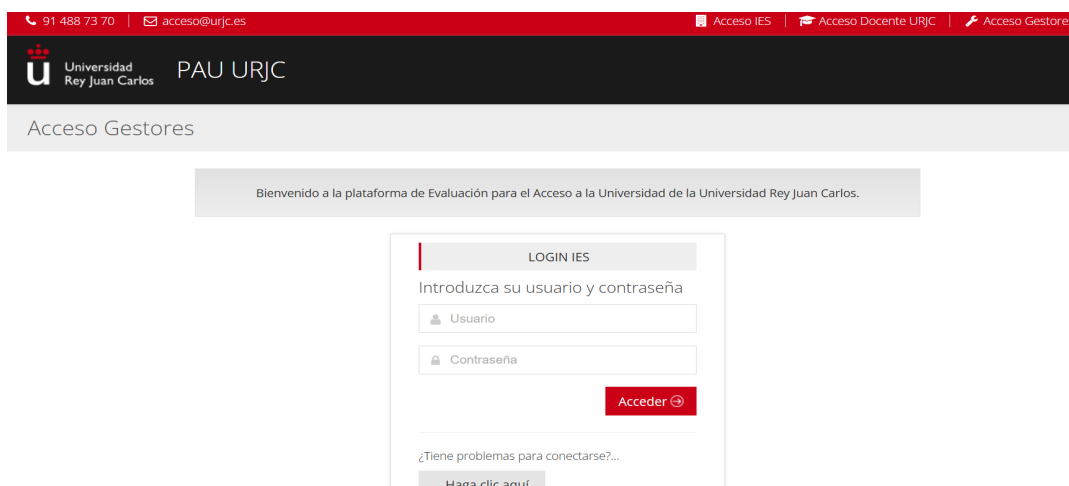 91 488 73 70 | acceso@urjc.es Acceso IES | Acceso Docente URJC | Acceso Gestores
Universidad
Rey Juan Carlos
PAU URJC
Acceso Gestores
Bienvenido a la plataforma de Evaluación para el Acceso a la Universidad de la Universidad Rey Juan Carlos.
LOGIN IES
Introduzca su usuario y contraseña
Usuario
Contraseña
Acceder
¿Tiene problemas para conectarse?...
Haga clic aquí